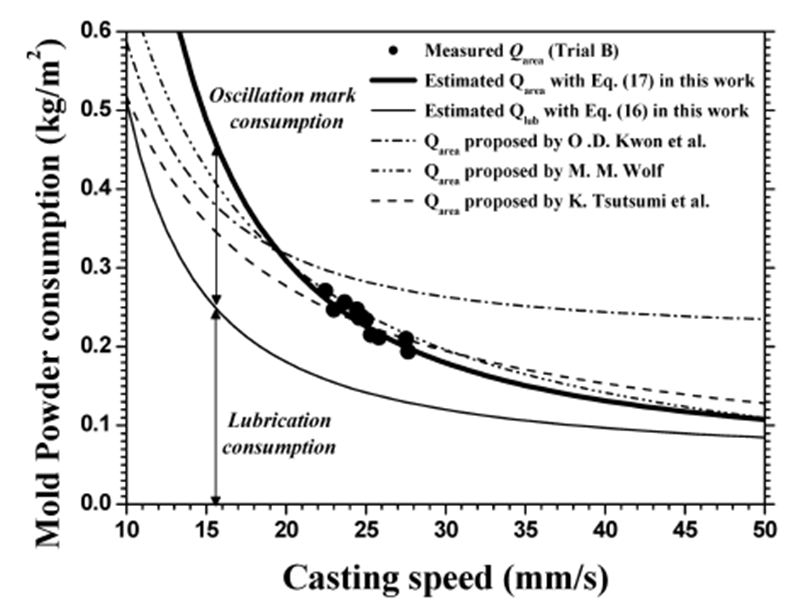 Mold Powder consumption (kg/m²)
0.6
0.5
0.4
0.3
0.2
0.1
0.0
Measured Qarea (Trial B)
Estimated Qarea with Eq. (17) in this work
Estimated Qlub with Eq. (16) in this work
Qarea proposed by O .D. Kwon et al.
Qarea proposed by M. M. Wolf
Qarea proposed by K. Tsutsumi et al.
Oscillation mark
consumption
Lubrication
consumption
10 15 20 25 30 35 40 45 50
Casting speed (mm/s)